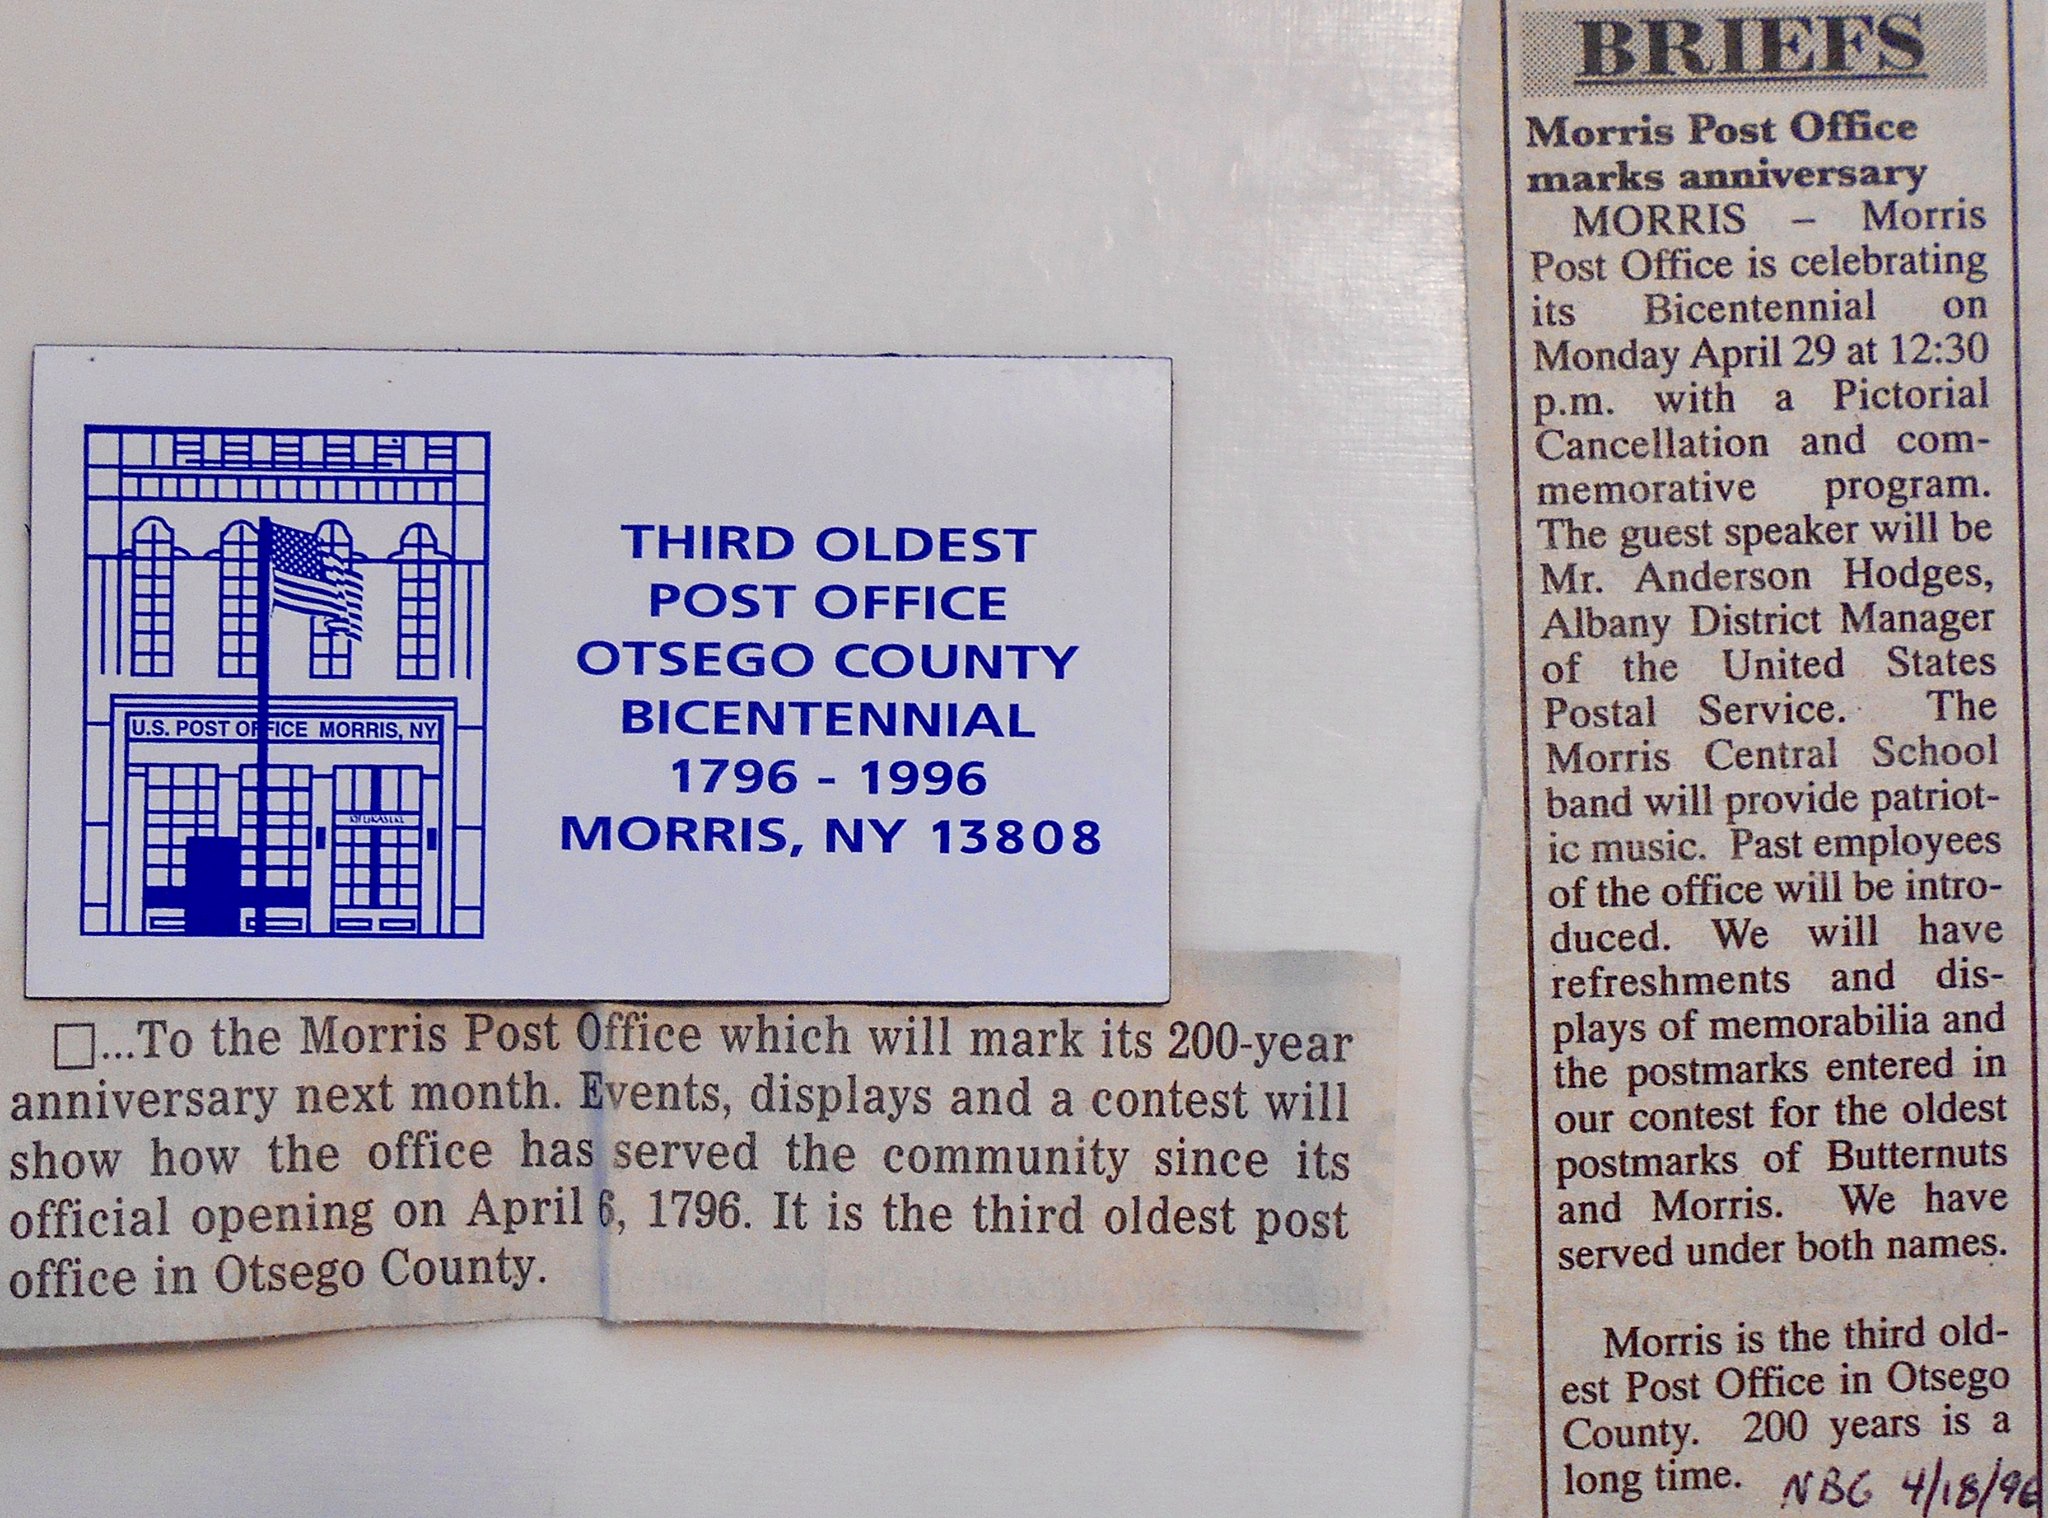 U.S. POST OFFICE MORRIS, NY
THIRD OLDEST
POST OFFICE
OTSEGO COUNTY
BICENTENNIAL
1796 - 1996
MORRIS, NY 13808
□...To the Morris Post Office which will mark its 200-year
anniversary next month. Events, displays and a contest will
show how the office has served the community since its
official opening on April 6, 1796. It is the third oldest post
office in Otsego County.
BRIEFS
Morris Post Office
marks anniversary
MORRIS – Morris
Post Office is celebrating
its Bicentennial on
Monday April 29 at 12:30
p.m. with a Pictorial
Cancellation and com-
memorative program.
The guest speaker will be
Mr. Anderson Hodges,
Albany District Manager
of the United States
Postal Service. The
Morris Central School
band will provide patriot-
ic music. Past employees
of the office will be intro-
duced. We will have
refreshments and dis-
plays of memorabilia and
the postmarks entered in
our contest for the oldest
postmarks of Butternuts
and Morris. We have
served under both names.
Morris is the third old-
est Post Office in Otsego
County. 200 years is a
long time.
NBG 4/18/96